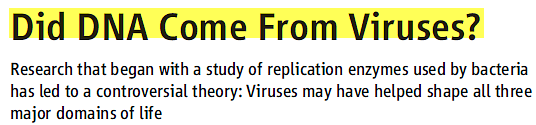 Did DNA Come From Viruses?
Research that began with a study of replication enzymes used by bacteria
has led to a controversial theory: Viruses may have helped shape all three
major domains of life